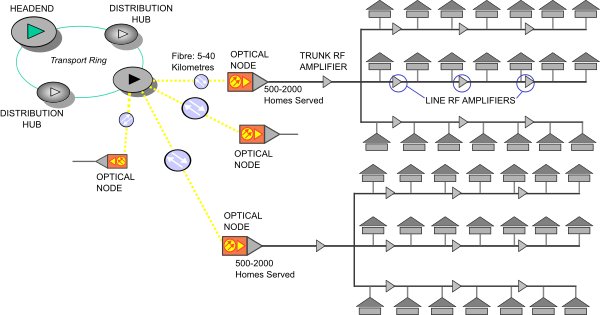 HEADEND
DISTRIBUTION
HUB
Transport Ring
DISTRIBUTION
HUB
Fibre: 5-40
Kilometres
OPTICAL
NODE
500-2000
Homes Served
TRUNK RF
AMPLIFIER
LINE RF AMPLIFIERS
OPTICAL
NODE
OPTICAL
NODE
OPTICAL
NODE
500-2000
Homes Served